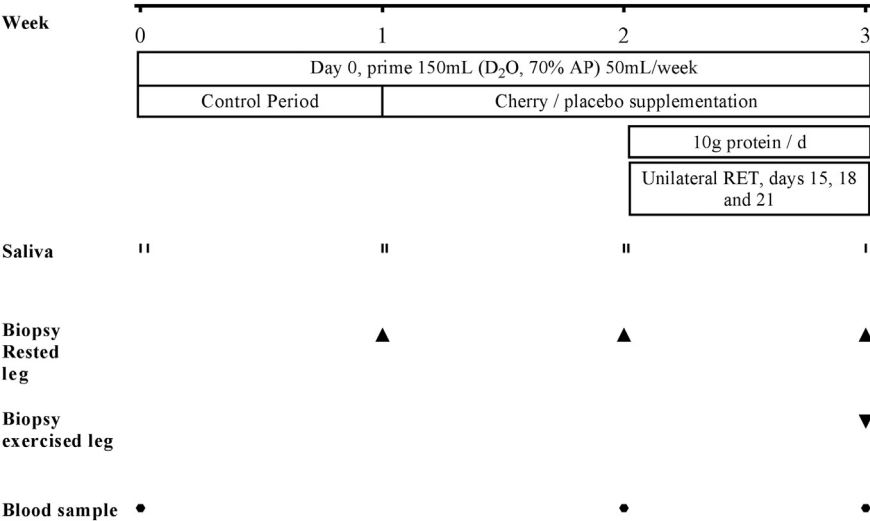 Week
0 1 2 3
Day 0, prime 150mL (D₂O, 70% AP) 50mL/week
Control Period
Cherry / placebo supplementation
10g protein / d
Unilateral RET, days 15, 18
and 21
Saliva
Biopsy
Rested
leg
Biopsy
exercised leg
Blood sample